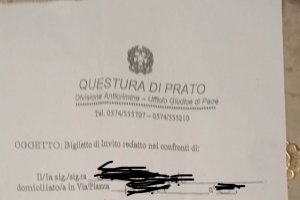 QUESTURA DI PRATO
Divisione Anticrimine – Ufficio Giudice di Pace
Tel. 0574/555707 – 0574/555210
OGGETTO: Biglietto di Invito redatto nei confronti di:
Il/la sig./sig.ra
domiciliato/a in Via/Piazza n°